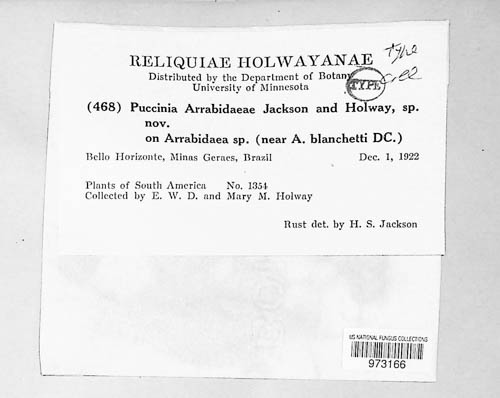 RELIQUIAE HOLWAYANAE
Type
Distributed by the Department of Botany
University of Minnesota
TYPE
(468) Puccinia Arrabidaeae Jackson and Holway, sp.
nov.
on Arrabidaea sp. (near A. blanchetti DC.)
Bello Horizonte, Minas Geraes, Brazil Dec. 1, 1922
Plants of South America No. 1354
Collected by E. W. D. and Mary M. Holway
Rust det. by H. S. Jackson
US NATIONAL FUNGUS COLLECTIONS
973166